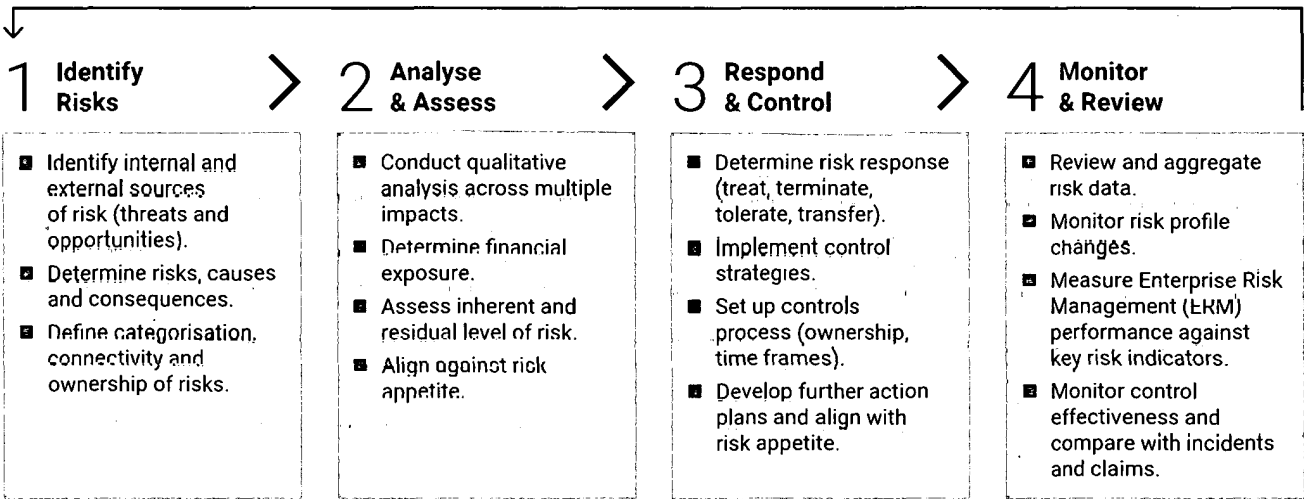 1 Identify
Risks
Identify internal and
external sources
of risk (threats and
opportunities).
Determine risks, causes
and consequences.
Define categorisation,
connectivity and
ownership of risks.
2 Analyse
& Assess
Conduct qualitative
analysis across multiple
impacts.
Determine financial
exposure.
Assess inherent and
residual level of risk.
Align against risk
appetite.
3 Respond
& Control
Determine risk response
(treat, terminate,
tolerate, transfer).
Implement control
strategies.
Set up controls
process (ownership,
time frames).
Develop further action
plans and align with
risk appetite.
4 Monitor
& Review
Review and aggregate
risk data.
Monitor risk profile
changes.
Measure Enterprise Risk
Management (ERM)
performance against
key risk indicators.
Monitor control
effectiveness and
compare with incidents
and claims.